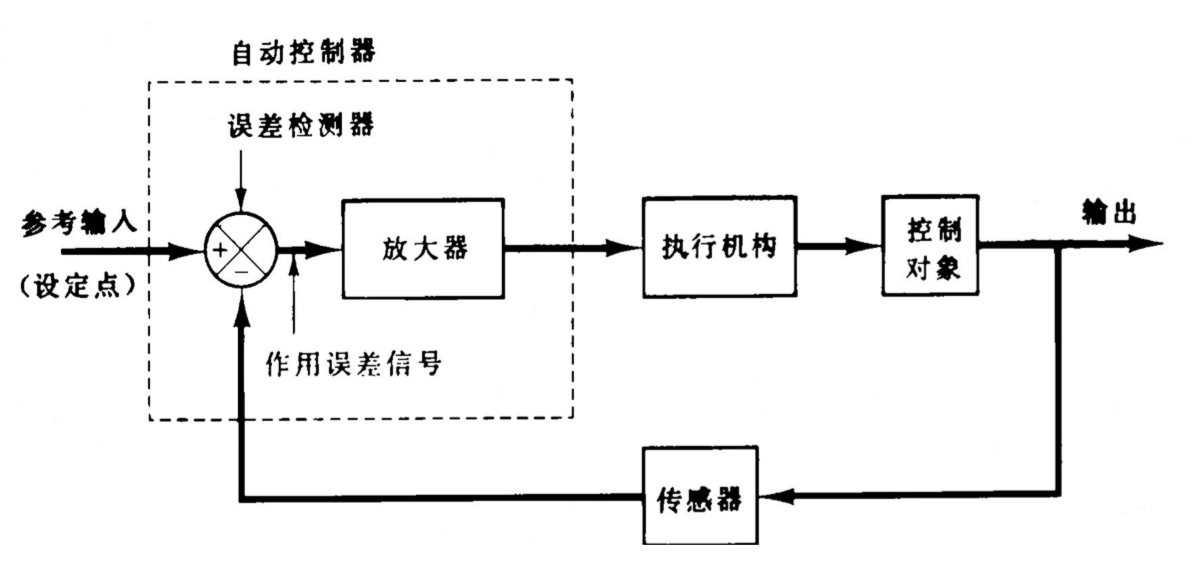 自动控制器
误差检测器
参考输入
(设定点)
+
−
放大器
执行机构
控制
对象
输出
作用误差信号
传感器